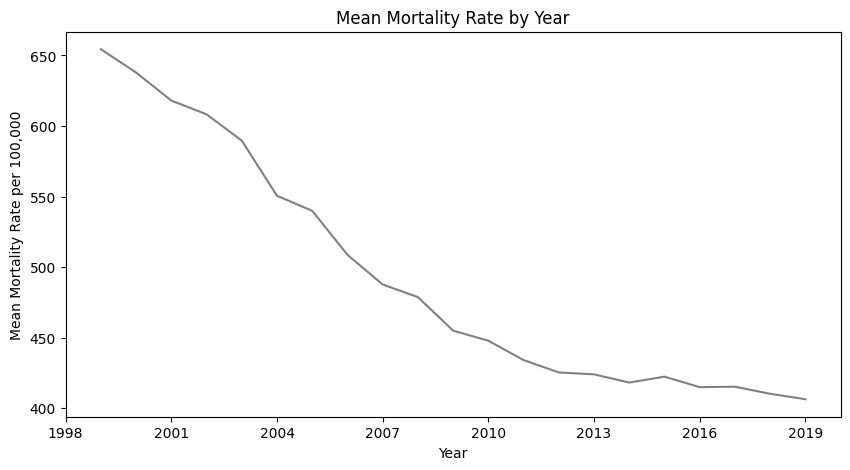 Mean Mortality Rate by Year
Mean Mortality Rate per 100,000
650
600
550
500
450
400
1998 2001 2004 2007 2010 2013 2016 2019
Year